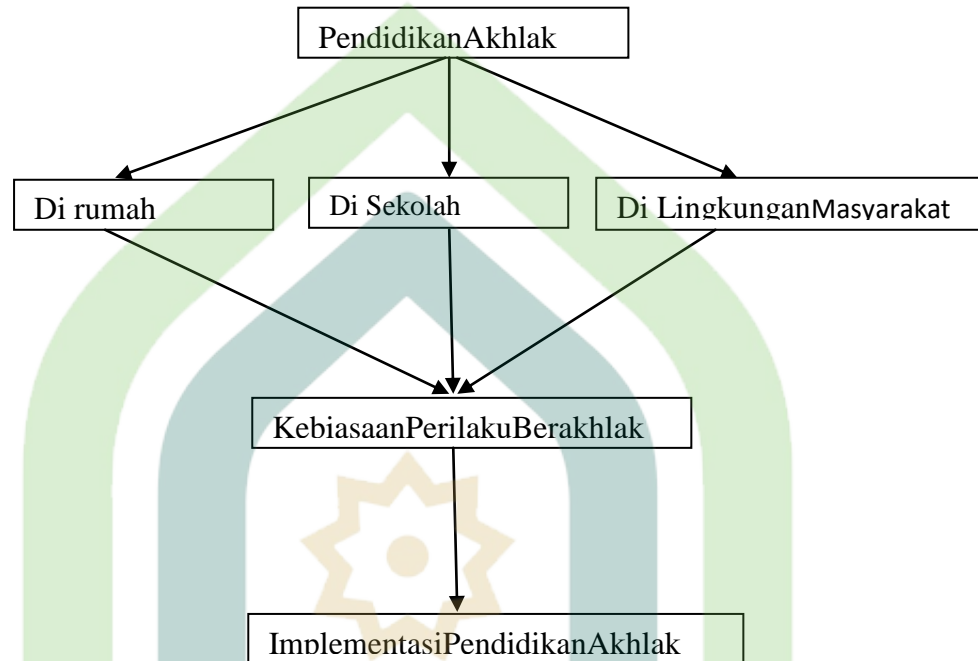 PendidikanAkhlak
Di rumah
Di Sekolah
Di LingkunganMasyarakat
KebiasaanPerilakuBerakhlak
ImplementasiPendidikanAkhlak